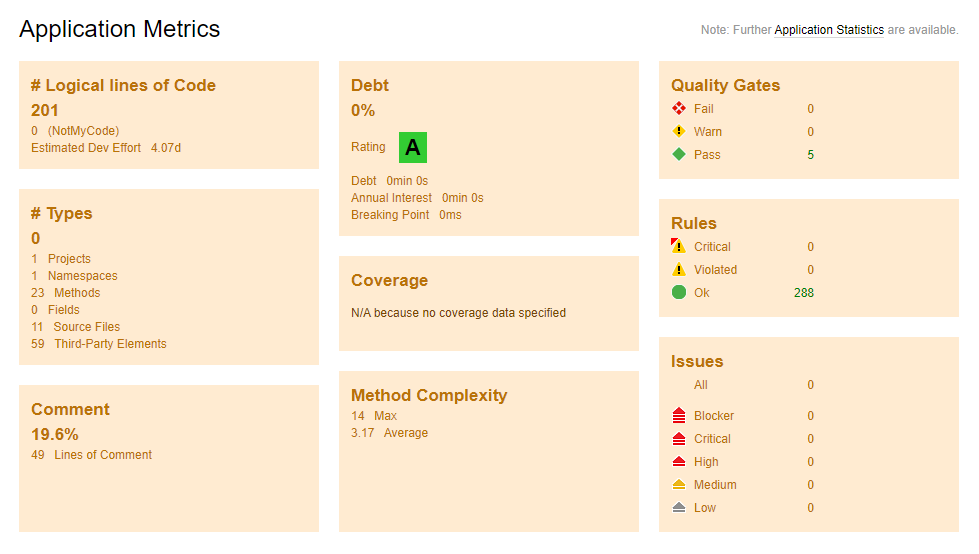 Application Metrics
Note: Further Application Statistics are available.
# Logical lines of Code
201
0 (NotMyCode)
Estimated Dev Effort 4.07d
# Types
0
1 Projects
1 Namespaces
23 Methods
0 Fields
11 Source Files
59 Third-Party Elements
Comment
19.6%
49 Lines of Comment
Debt
0%
Rating A
Debt 0min 0s
Annual Interest 0min 0s
Breaking Point 0ms
Coverage
N/A because no coverage data specified
Method Complexity
14 Max
3.17 Average
Quality Gates
Fail 0
Warn 0
Pass 5
Rules
Critical 0
Violated 0
Ok 288
Issues
All 0
Blocker 0
Critical 0
High 0
Medium 0
Low 0